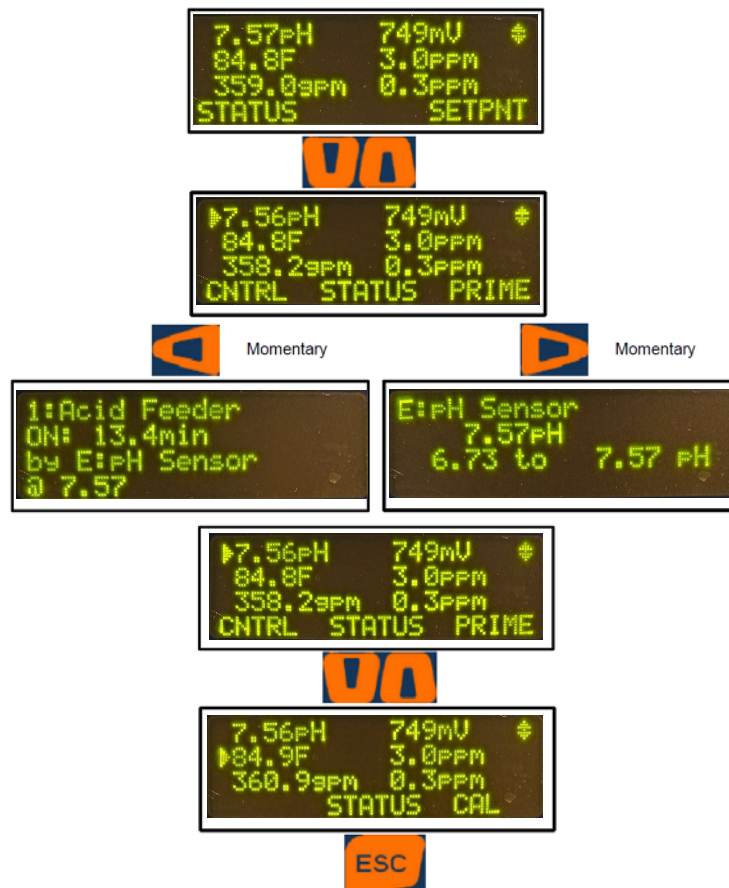 7.57pH 749mV
84.8F 3.0ppm
359.0gpm 0.3ppm
STATUS SETPNT
7.56pH 749mV
84.8F 3.0ppm
358.2gpm 0.3ppm
CNTRL STATUS PRIME
Momentary Momentary
1:Acid Feeder
ON: 13.4min
by E:pH Sensor
@ 7.57
E:pH Sensor
7.57pH
6.73 to 7.57 pH
7.56pH 749mV
84.8F 3.0ppm
358.2gpm 0.3ppm
CNTRL STATUS PRIME
7.56pH 749mV
84.9F 3.0ppm
360.9gpm 0.3ppm
STATUS CAL
ESC